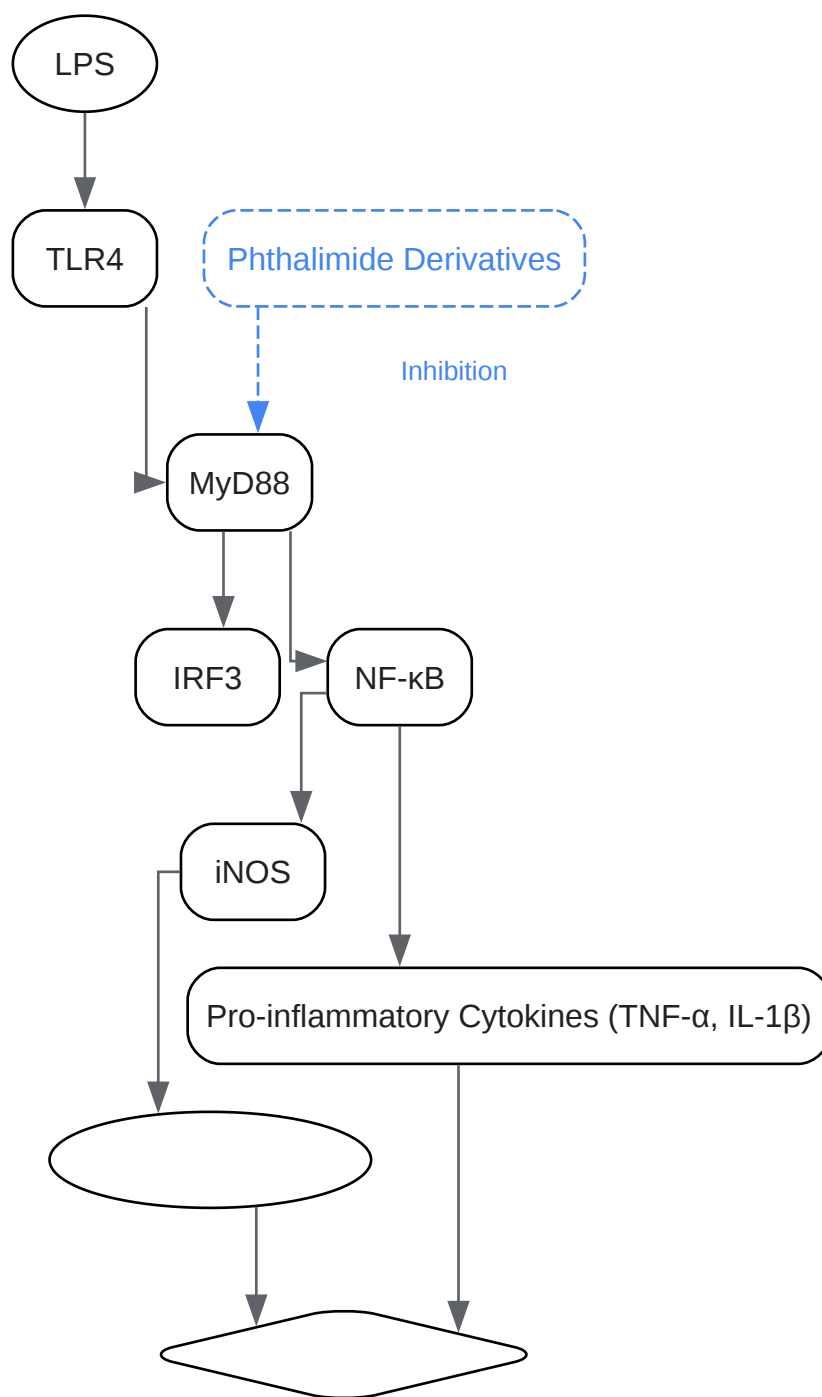 LPS
TLR4
Phthalimide Derivatives
Inhibition
MyD88
IRF3
NF-κB
iNOS
Pro-inflammatory Cytokines (TNF-α, IL-1β)